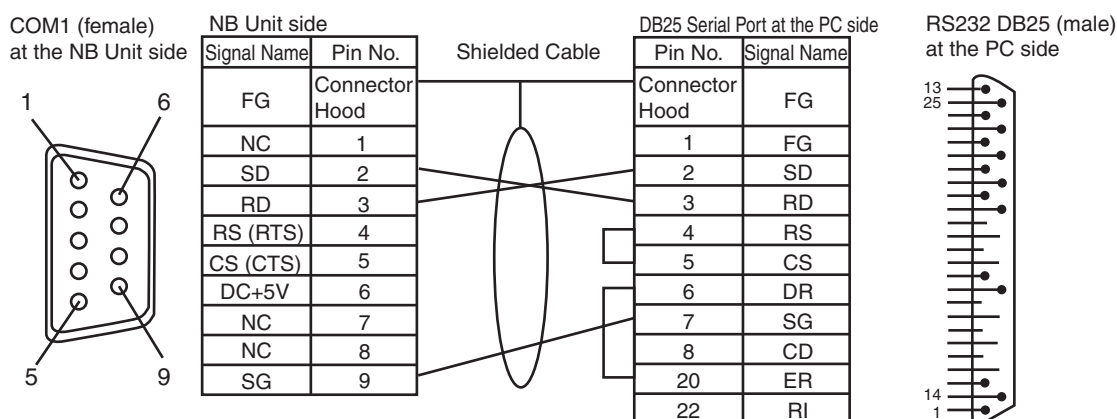 COM1 (female)
at the NB Unit side
1
6
5
9
NB Unit side
Signal Name Pin No.
FG Connector Hood
NC 1
SD 2
RD 3
RS (RTS) 4
CS (CTS) 5
DC+5V 6
NC 7
NC 8
SG 9
Shielded Cable
DB25 Serial Port at the PC side
Pin No. Signal Name
Connector Hood FG
1 FG
2 SD
3 RD
4 RS
5 CS
6 DR
7 SG
8 CD
20 ER
22 RI
RS232 DB25 (male)
at the PC side
13
25
14
1